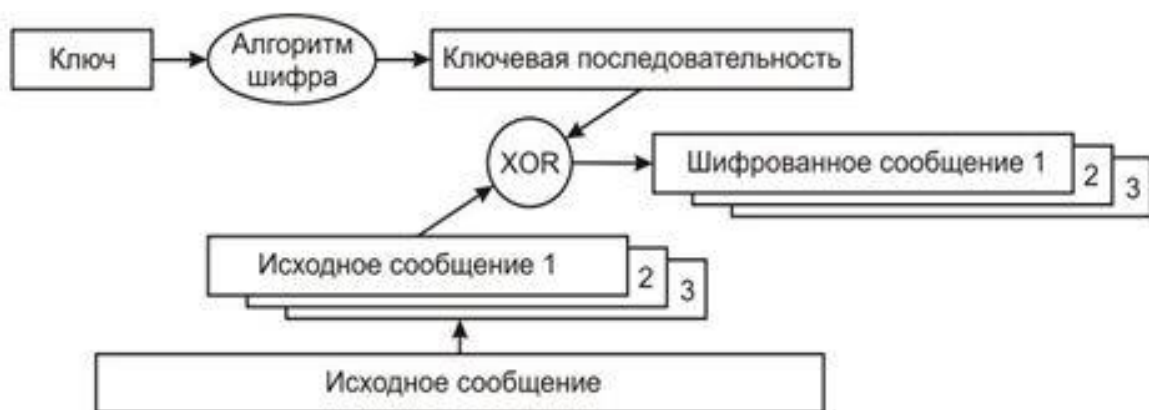 Ключ
Алгоритм
шифра
Ключевая последовательность
XOR
Шифрованное сообщение 1
2
3
Исходное сообщение 1
2
3
Исходное сообщение